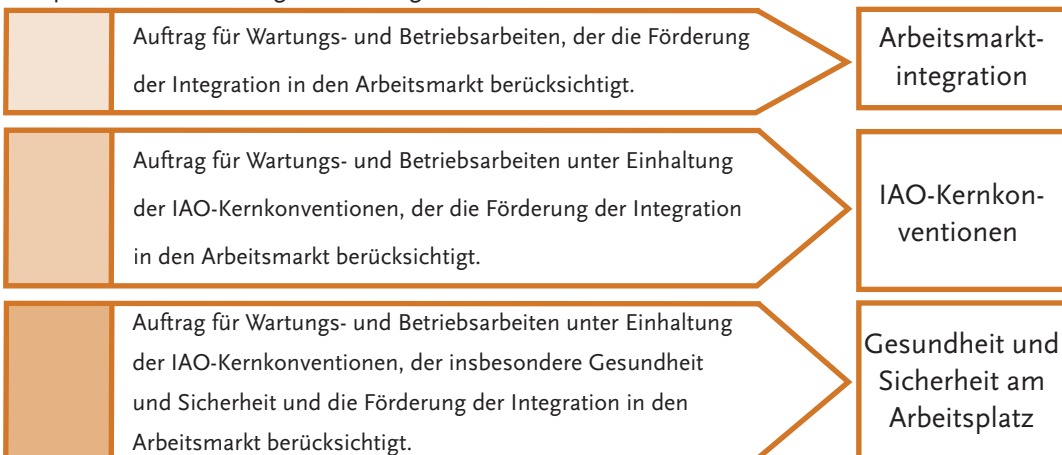 Auftrag für Wartungs- und Betriebsarbeiten, der die Förderung
der Integration in den Arbeitsmarkt berücksichtigt.
Arbeitsmarkt-
integration
Auftrag für Wartungs- und Betriebsarbeiten unter Einhaltung
der IAO-Kernkonventionen, der die Förderung der Integration
in den Arbeitsmarkt berücksichtigt.
IAO-Kernkon-
ventionen
Auftrag für Wartungs- und Betriebsarbeiten unter Einhaltung
der IAO-Kernkonventionen, der insbesondere Gesundheit
und Sicherheit und die Förderung der Integration in den
Arbeitsmarkt berücksichtigt.
Gesundheit und
Sicherheit am
Arbeitsplatz